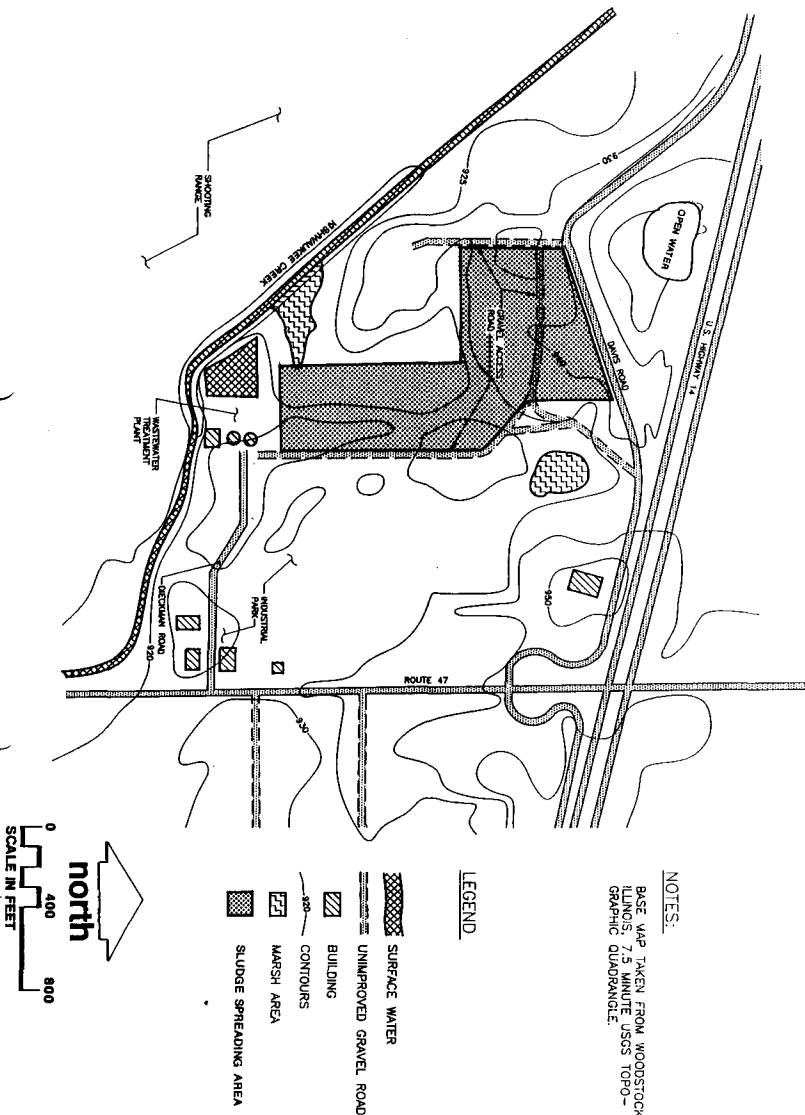 NOTES:
BASE MAP TAKEN FROM WOODSTOCK
ILLINOIS, 7.5 MINUTE USGS TOPO-
GRAPHIC QUADRANGLE.
LEGEND
SURFACE WATER
UNIMPROVED GRAVEL ROAD
BUILDING
920
CONTOURS
MARSH AREA
SLUDGE SPREADING AREA
north
0 400 800
SCALE IN FEET
U.S. HIGHWAY 14
OPEN WATER
DAVIS ROAD
930
925
GRAVEL ACCESS
ROAD
940
950
ROUTE 47
KISHWAUKEE CREEK
SHOOTING
RANGE
WASTEWATER
TREATMENT
PLANT
INDUSTRIAL
PARK
DIECKMAN ROAD
920
930